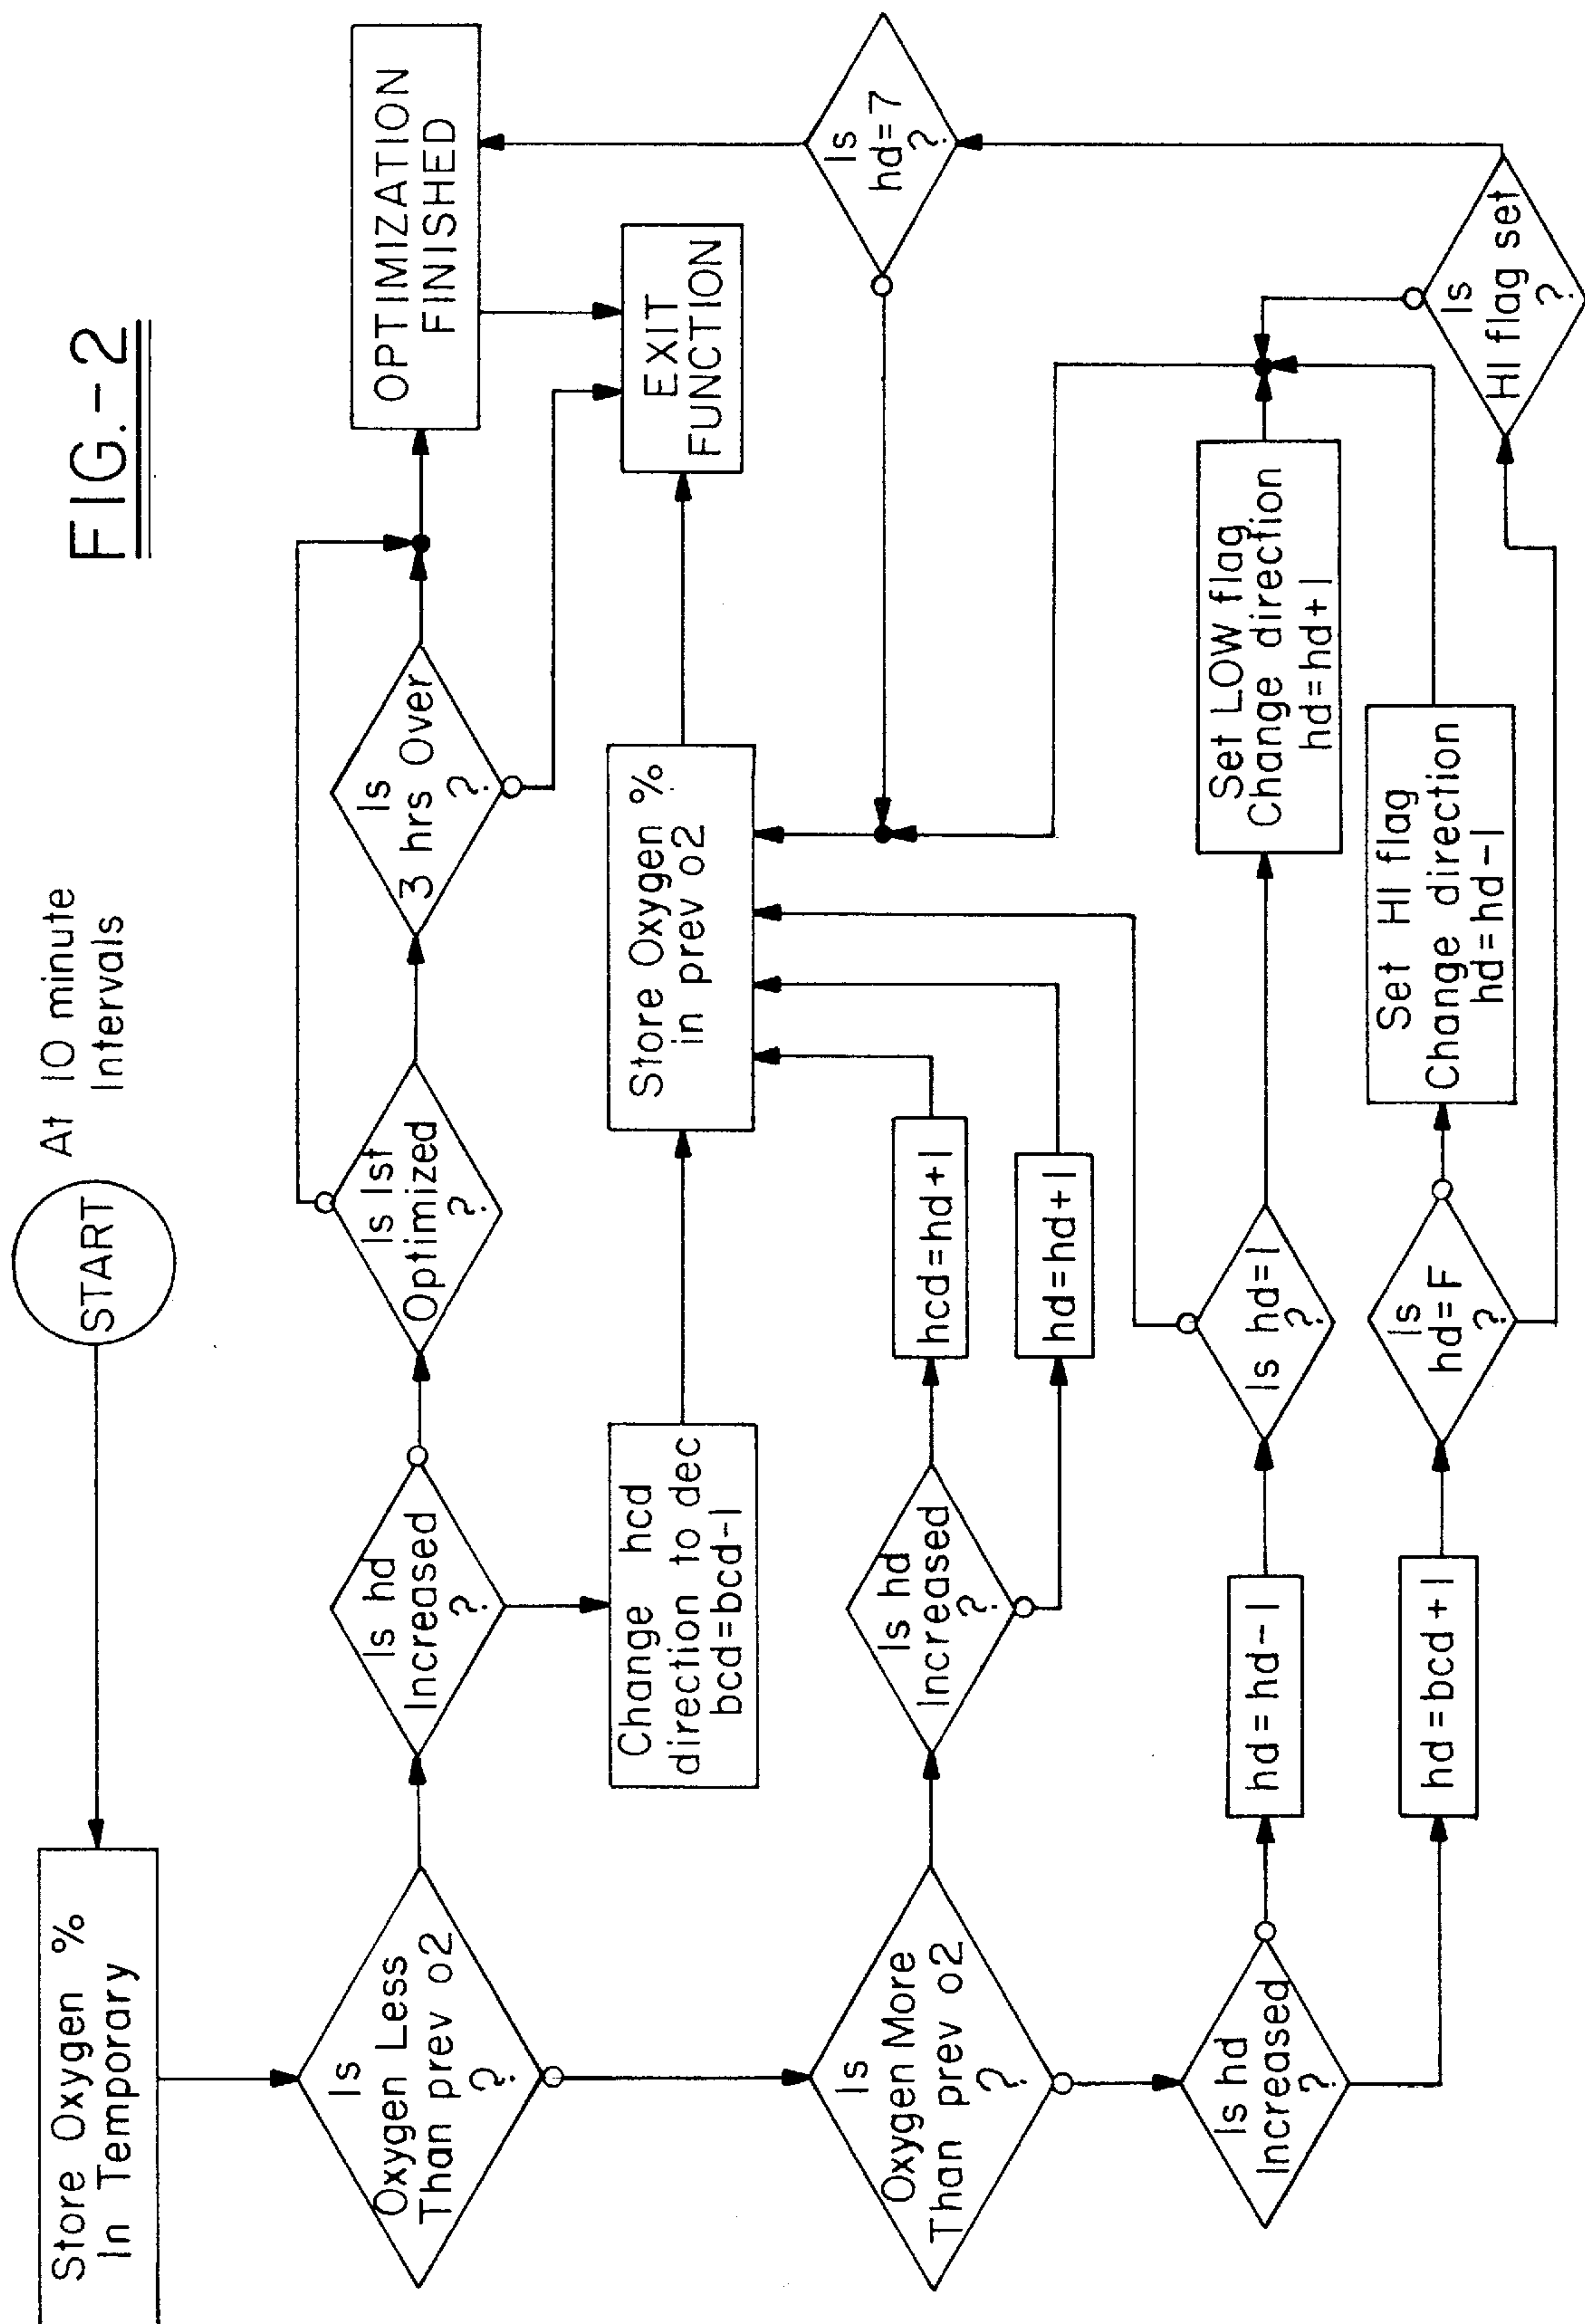 FIG.-2
At 10 minute
Intervals
START
Store Oxygen %
In Temporary
Is
Oxygen Less
Than prev o2
?
Is hd
Increased
?
Is 1st
Optimized
?
Is
3 hrs Over
?
OPTIMIZATION
FINISHED
EXIT
FUNCTION
Change hcd
direction to dec
bcd=bcd-1
Store Oxygen %
in prev o2
Is
Oxygen More
Than prev o2
?
Is hd
Increased
?
hcd=hd+1
hd=hd+1
Is
hd=7
?
Is hd
Increased
?
hd=hd-1
Is hd=1
?
Set LOW flag
Change direction
hd=hd+1
hd=bcd+1
Is
hd=F
?
Set HI flag
Change direction
hd=hd-1
Is
HI flag set
?